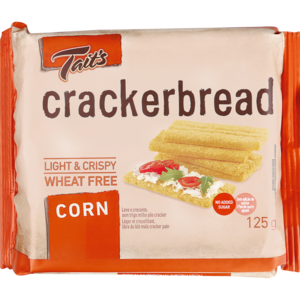 Tait's
crackerbread
LIGHT & CRISPY
WHEAT FREE
CORN
NO ADDED
SUGAR
125g